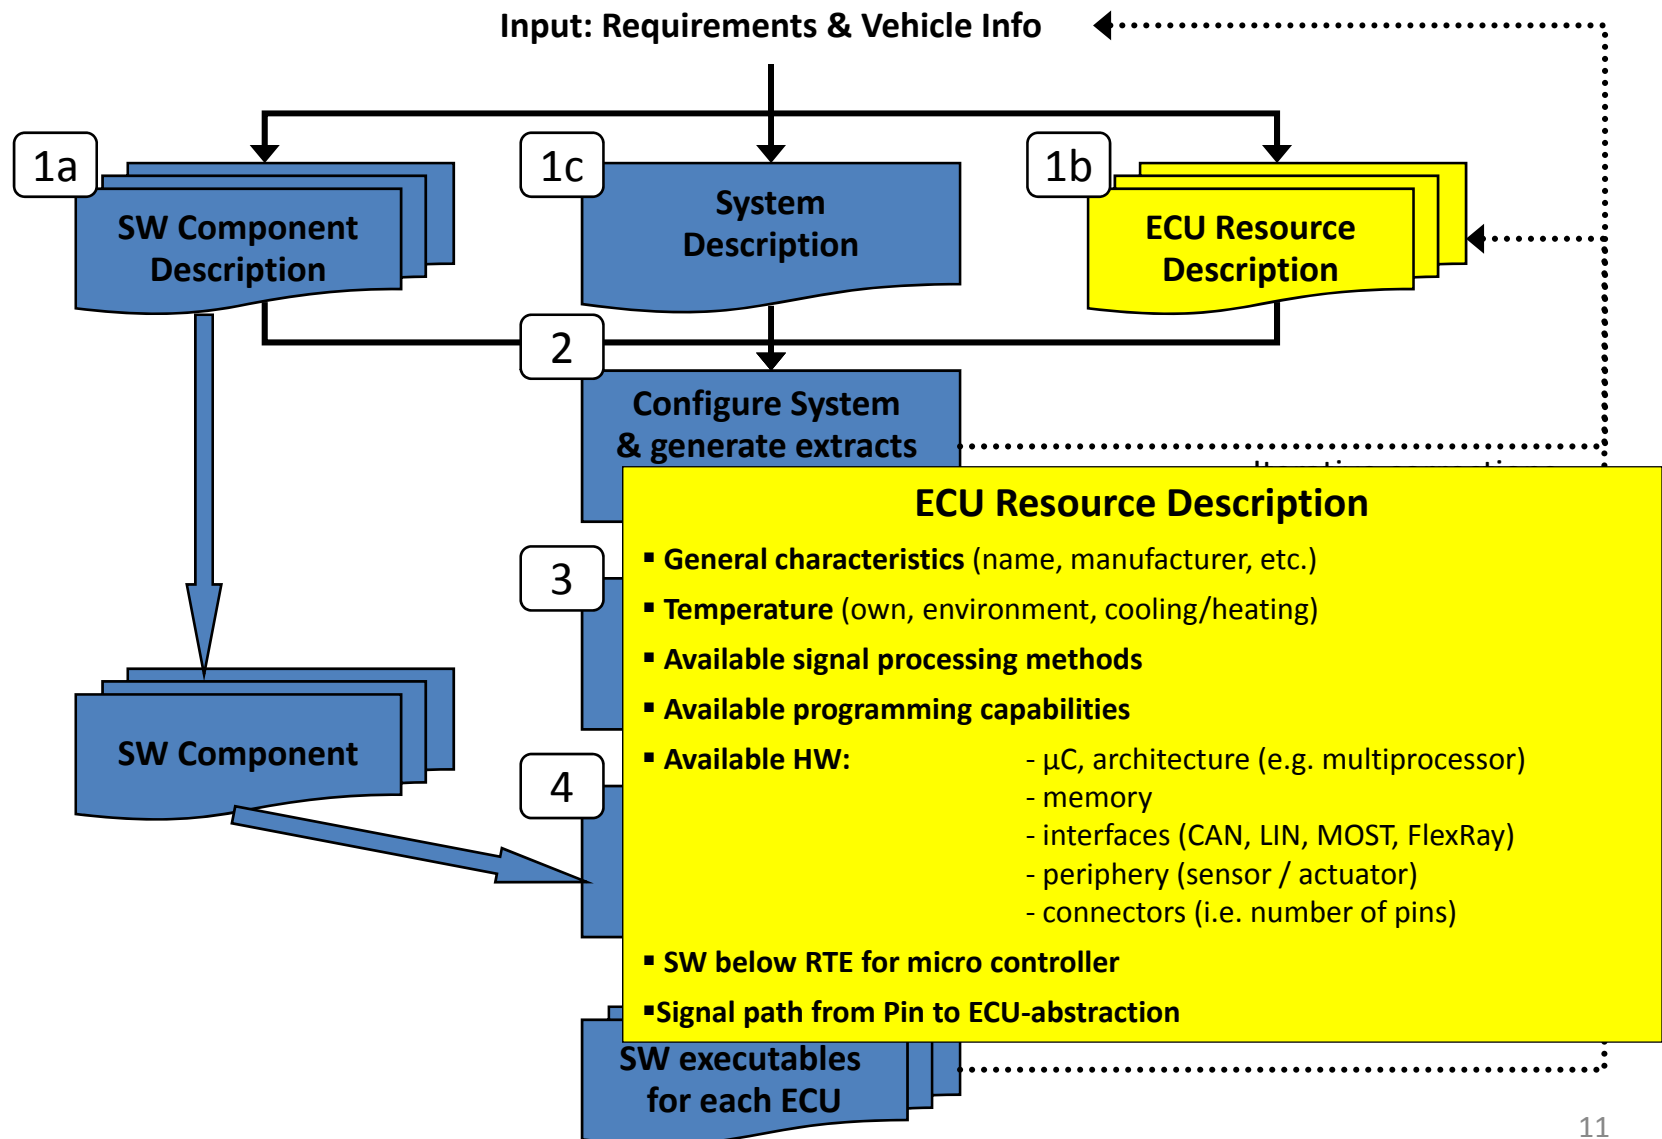 Input: Requirements & Vehicle Info
1a
1c
1b
SW Component
Description
System
Description
ECU Resource
Description
2
Configure System
& generate extracts
ECU Resource Description
▪ General characteristics (name, manufacturer, etc.)
3
▪ Temperature (own, environment, cooling/heating)
▪ Available signal processing methods
▪ Available programming capabilities
SW Component
▪ Available HW: - µC, architecture (e.g. multiprocessor)
4
- memory
- interfaces (CAN, LIN, MOST, FlexRay)
- periphery (sensor / actuator)
- connectors (i.e. number of pins)
▪ SW below RTE for micro controller
▪Signal path from Pin to ECU-abstraction
SW executables
for each ECU
11